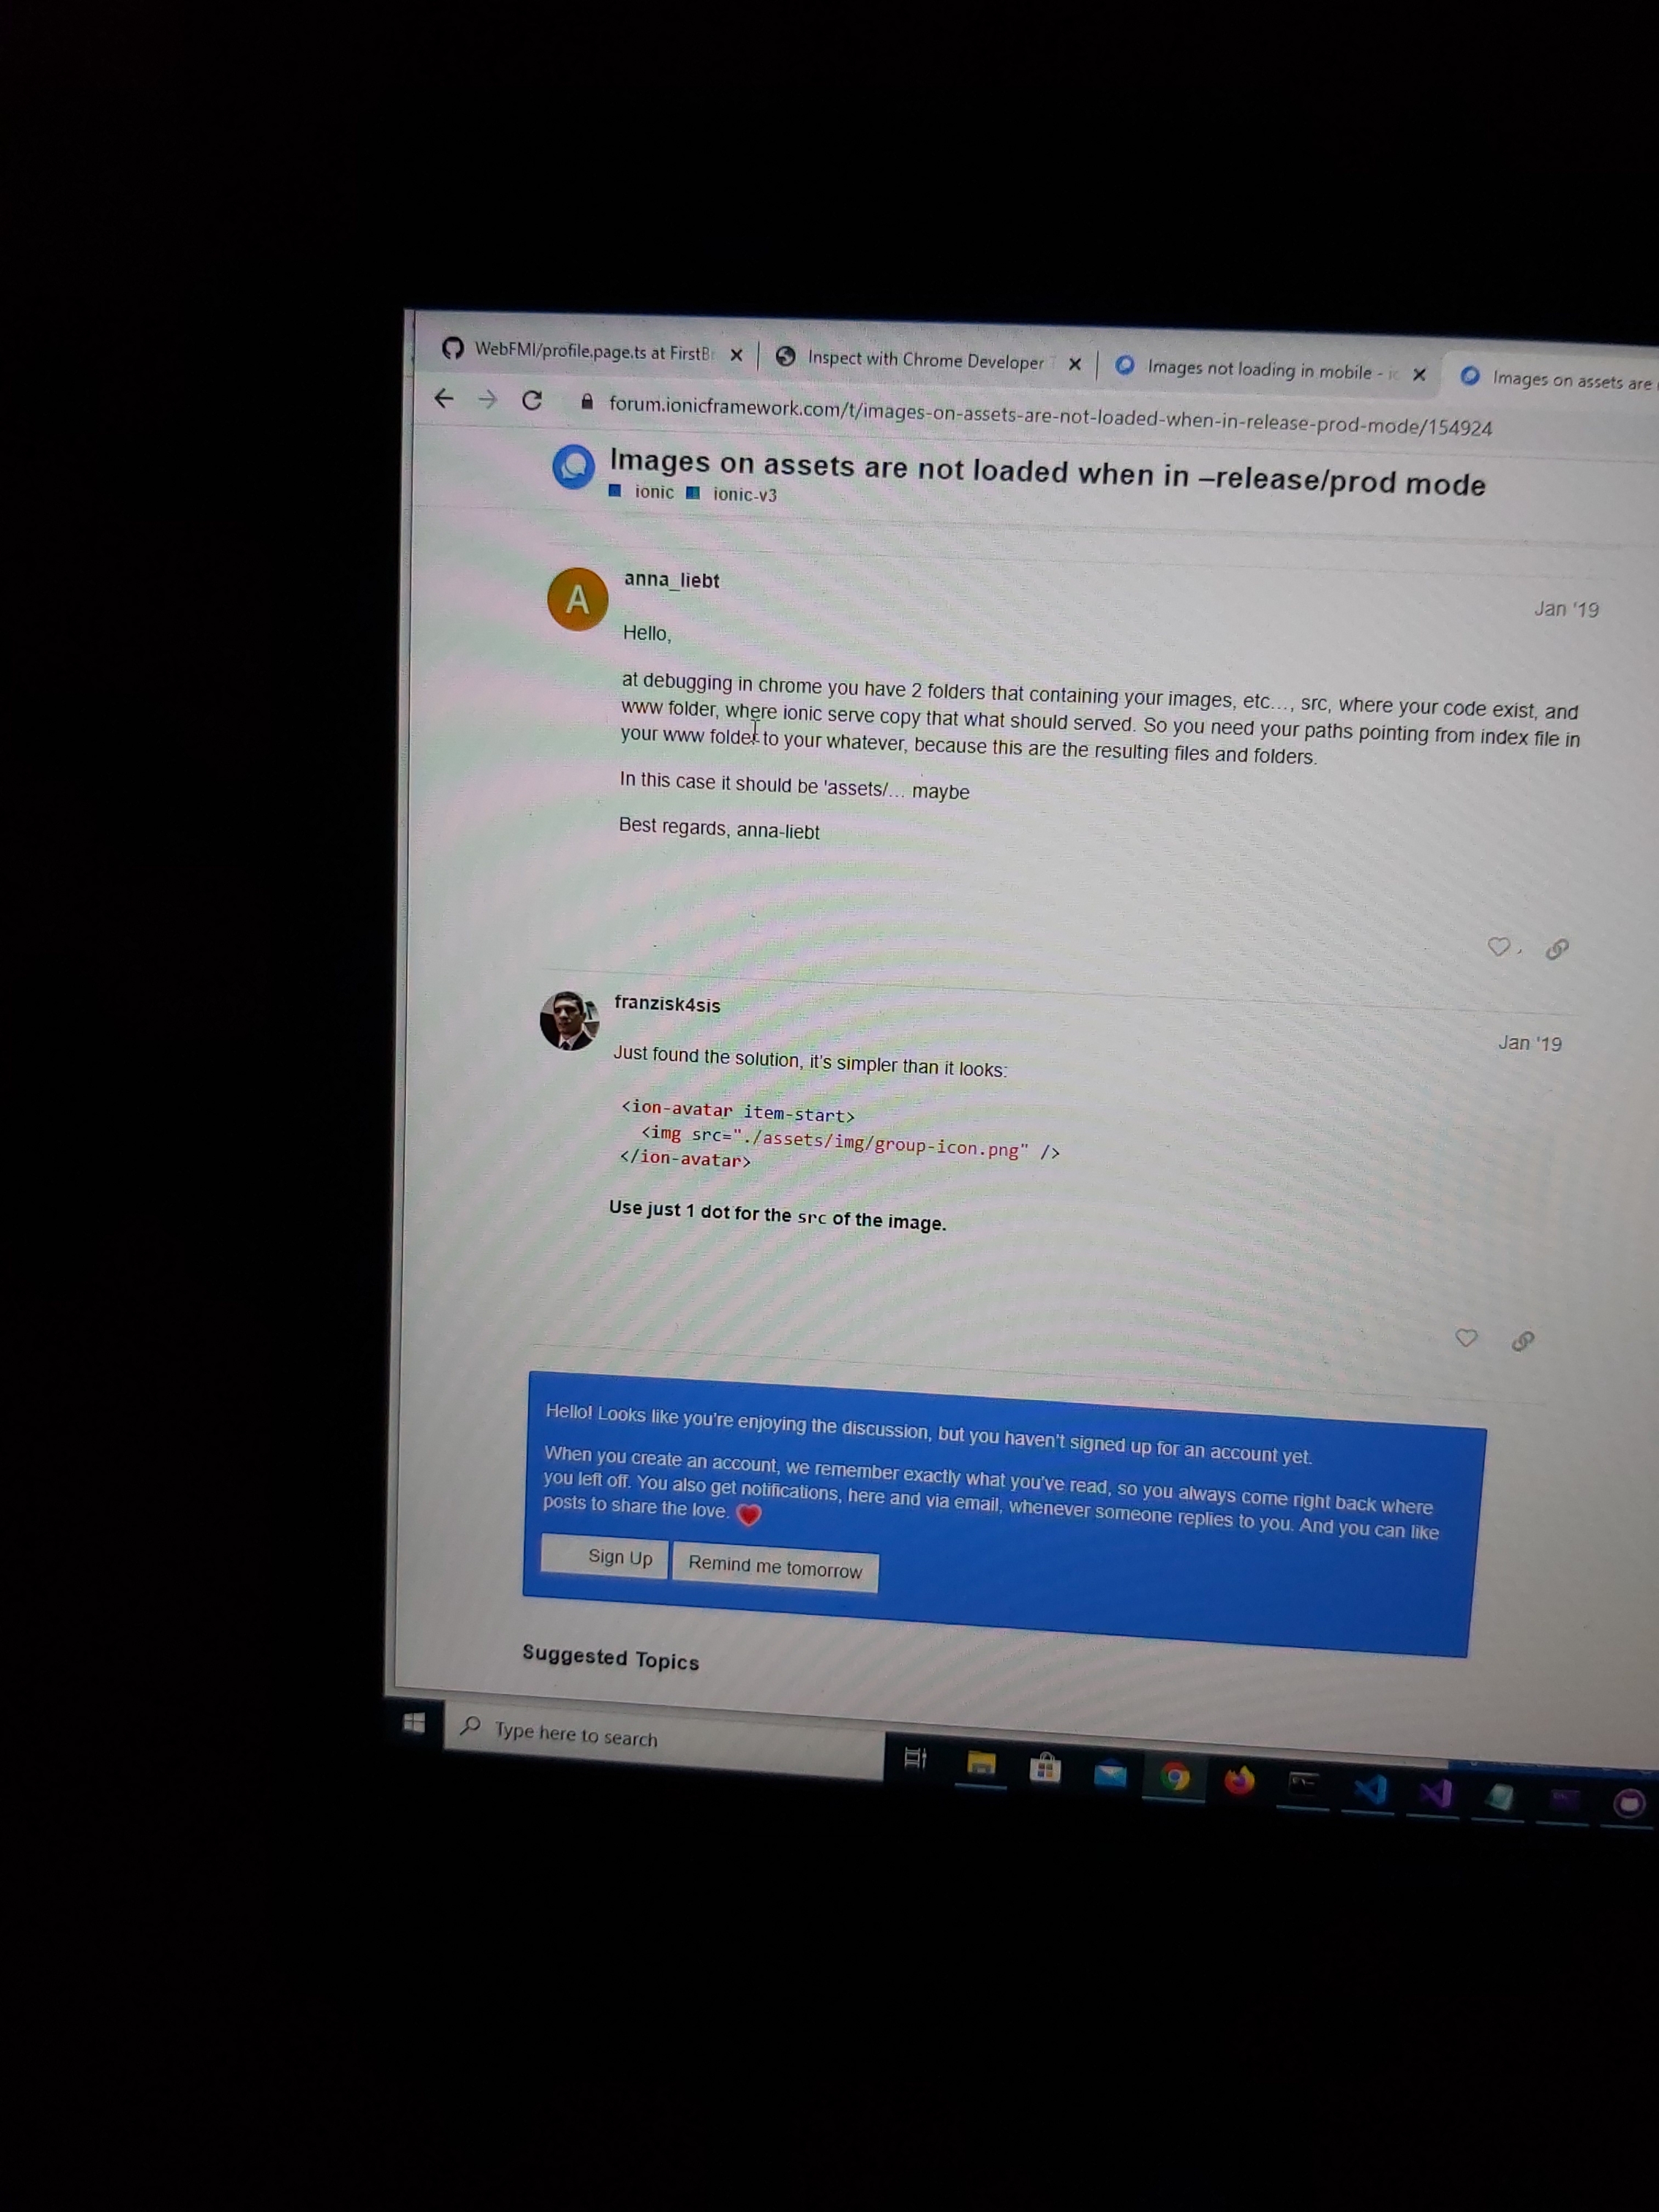 WebFMI/profile.page.ts at FirstB
Inspect with Chrome Developer
Images not loading in mobile -
Images on assets are
forum.ionicframework.com/t/images-on-assets-are-not-loaded-when-in-release-prod-mode/154924
Images on assets are not loaded when in –release/prod mode
ionic ionic-v3
A
anna_liebt
Jan '19
Hello,
at debugging in chrome you have 2 folders that containing your images, etc…, src, where your code exist, and
www folder, where ionic serve copy that what should served. So you need your paths pointing from index file in
your www folder to your whatever, because this are the resulting files and folders.
In this case it should be 'assets/… maybe
Best regards, anna-liebt
franzisk4sis
Jan '19
Just found the solution, it's simpler than it looks:
<ion-avatar item-start>
<img src="./assets/img/group-icon.png" />
</ion-avatar>
Use just 1 dot for the src of the image.
Hello! Looks like you're enjoying the discussion, but you haven't signed up for an account yet.
When you create an account, we remember exactly what you've read, so you always come right back where
you left off. You also get notifications, here and via email, whenever someone replies to you. And you can like
posts to share the love.
Sign Up
Remind me tomorrow
Suggested Topics
Type here to search